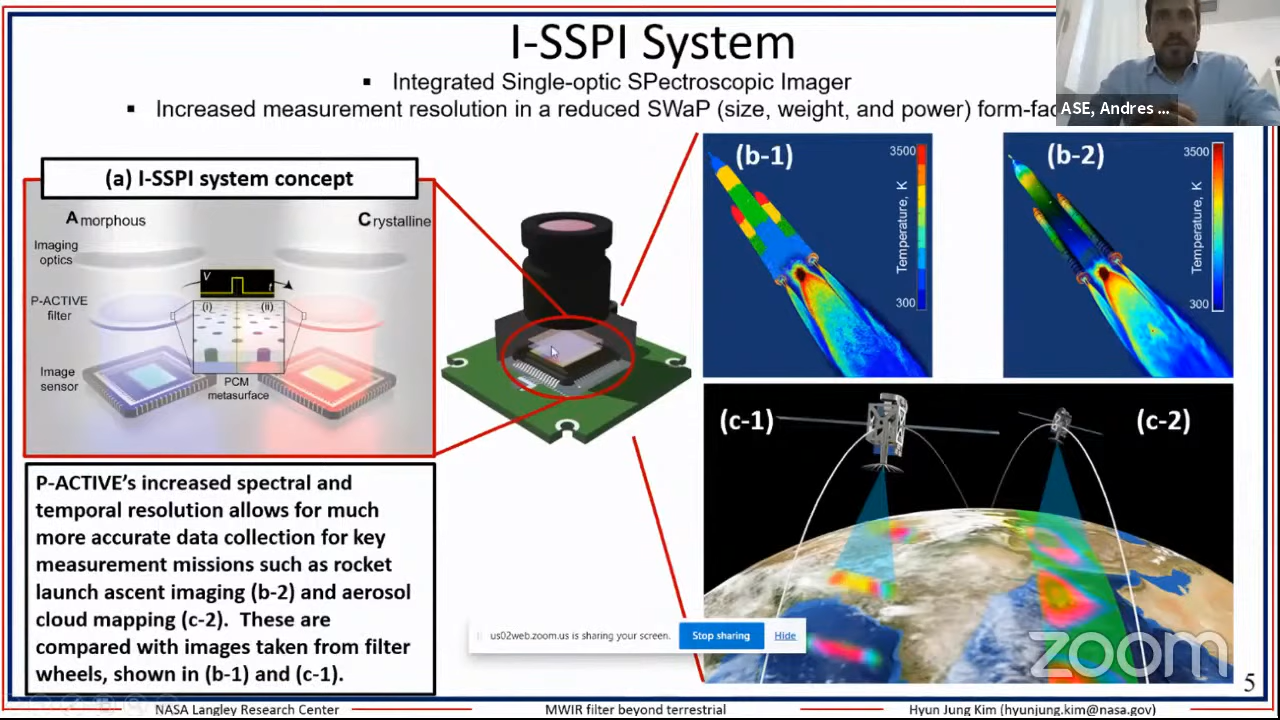 I-SSPI System
▪ Integrated Single-optic SPectroscopic Imager
▪ Increased measurement resolution in a reduced SWaP (size, weight, and power) form-fac
ASE, Andres ...
(a) I-SSPI system concept
Amorphous
Crystalline
Imaging
optics
V
t
P-ACTIVE
filter
(i)
(ii)
Image
sensor
PCM
metasurface
(b-1)
3500
Temperature, K
300
(b-2)
3500
Temperature, K
300
(c-1)
(c-2)
P-ACTIVE’s increased spectral and
temporal resolution allows for much
more accurate data collection for key
measurement missions such as rocket
launch ascent imaging (b-2) and aerosol
cloud mapping (c-2). These are
compared with images taken from filter
wheels, shown in (b-1) and (c-1).
us02web.zoom.us is sharing your screen.
Stop sharing
Hide
zoom
5
NASA Langley Research Center
MWIR filter beyond terrestrial
Hyun Jung Kim (hyunjung.kim@nasa.gov)